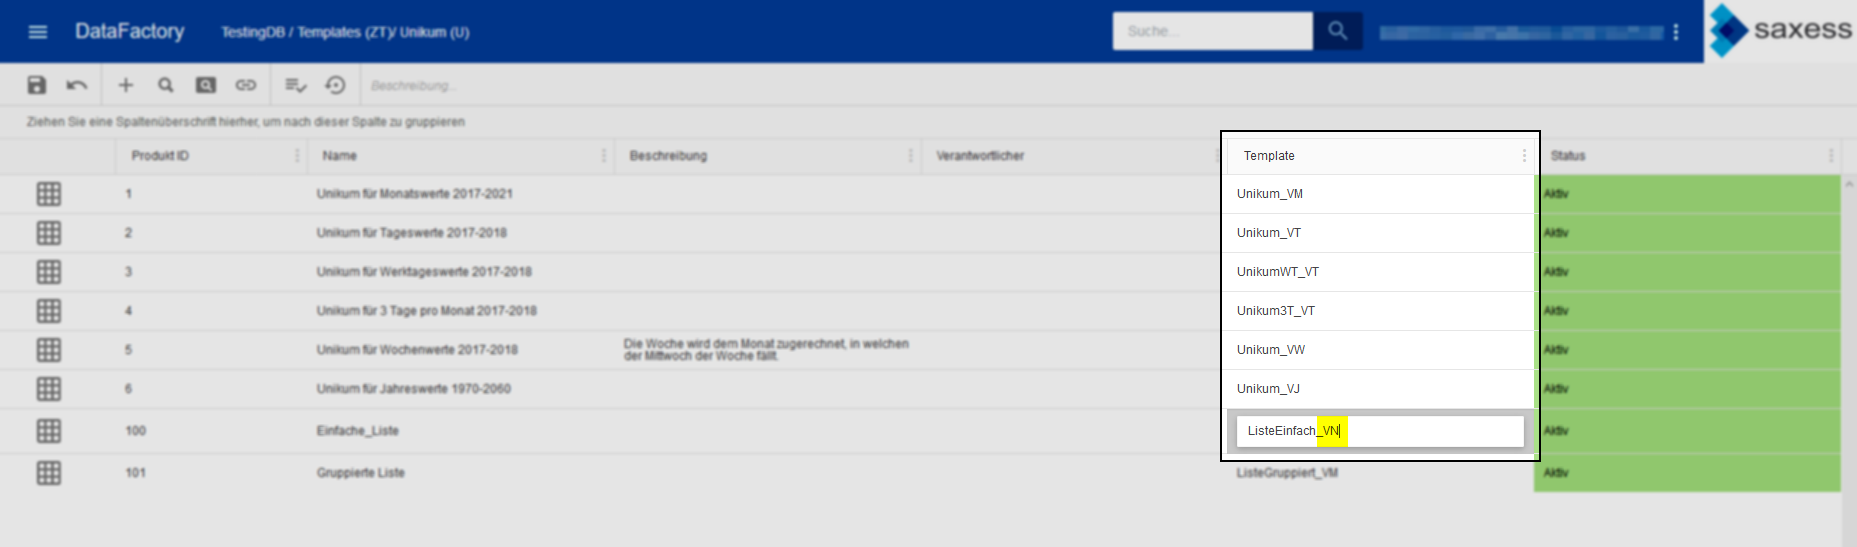 DataFactory TestingDB / Templates (ZT)/ Unikum (U) Suche... saxess
Beschreibung...
Ziehen Sie eine Spaltenüberschrift hierher, um nach dieser Spalte zu gruppieren
Produkt ID Name Beschreibung Verantwortlicher Template Status
1 Unikum für Monatswerte 2017-2021 Unikum_VM Aktiv
2 Unikum für Tageswerte 2017-2018 Unikum_VT Aktiv
3 Unikum für Werktageswerte 2017-2018 UnikumWT_VT Aktiv
4 Unikum für 3 Tage pro Monat 2017-2018 Unikum3T_VT Aktiv
5 Unikum für Wochenwerte 2017-2018 Die Woche wird dem Monat zugerechnet, in welchen
der Mittwoch der Woche fällt. Unikum_VW Aktiv
6 Unikum für Jahreswerte 1970-2060 Unikum_VJ Aktiv
100 Einfache_Liste ListeEinfach_VN Aktiv
101 Gruppierte Liste ListeGruppiert_VM Aktiv